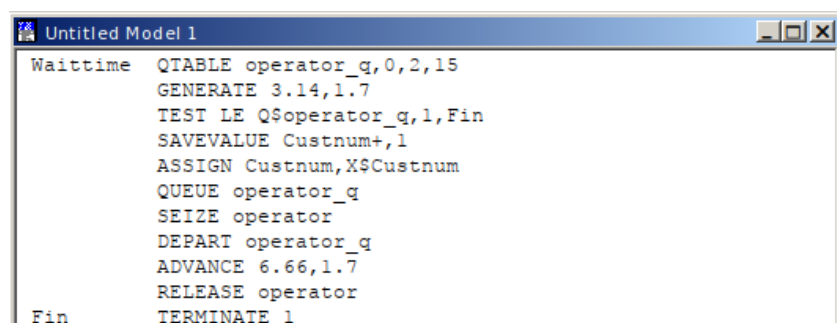 Untitled Model 1
Waittime QTABLE operator_q,0,2,15
GENERATE 3.14,1.7
TEST LE Q$operator_q,1,Fin
SAVEVALUE Custnum+,1
ASSIGN Custnum,X$Custnum
QUEUE operator_q
SEIZE operator
DEPART operator_q
ADVANCE 6.66,1.7
RELEASE operator
Fin TERMINATE 1